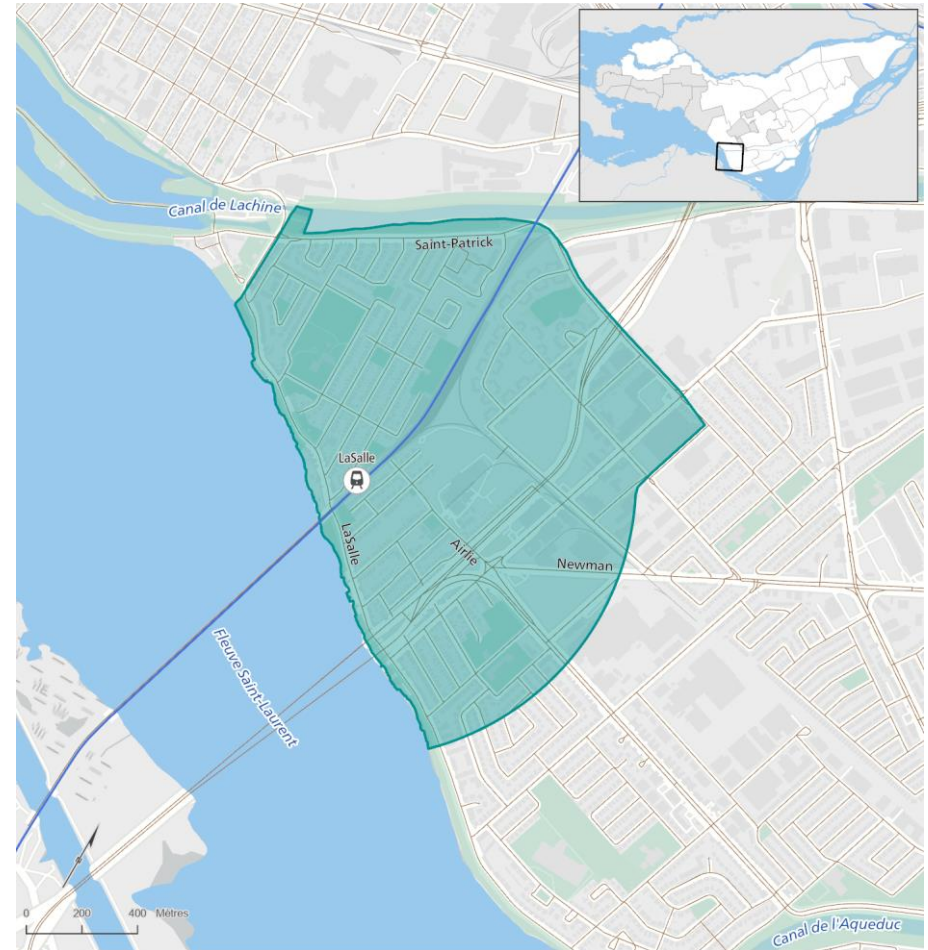 Canal de Lachine
Saint-Patrick
LaSalle
LaSalle
Airlie
Newman
Fleuve Saint-Laurent
0 200 400 Mètres
Canal de l'Aqueduc